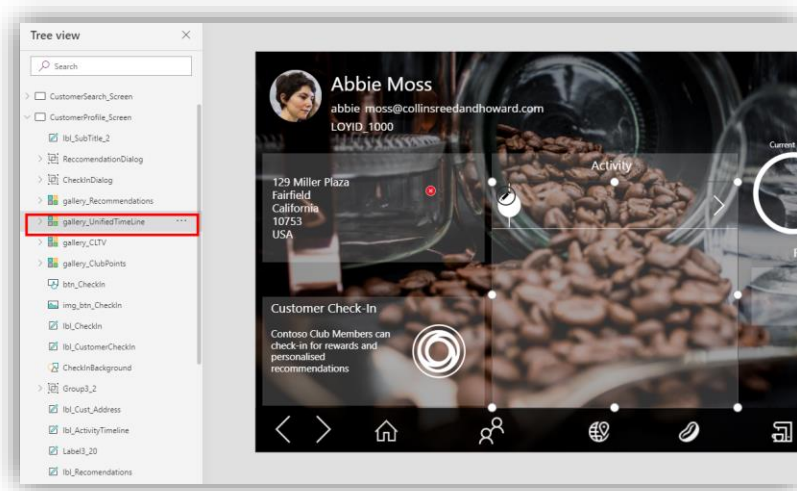 Tree view
Search
CustomerSearch_Screen
CustomerProfile_Screen
lbl_SubTitle_2
ReccomendationDialog
CheckInDialog
gallery_Recommendations
gallery_UnifiedTimeLine
gallery_CLTV
gallery_ClubPoints
btn_CheckIn
img_btn_CheckIn
lbl_CheckIn
lbl_CustomerCheckIn
CheckInBackground
Group3_2
lbl_Cust_Address
lbl_ActivityTimeline
Label3_20
lbl_Recomendations
Abbie Moss
abbie_moss@collinsreedandhoward.com
LOYID_1000
129 Miller Plaza
Fairfield
California
10753
USA
Activity
Current
Customer Check-In
Contoso Club Members can
check-in for rewards and
personalised
recommendations